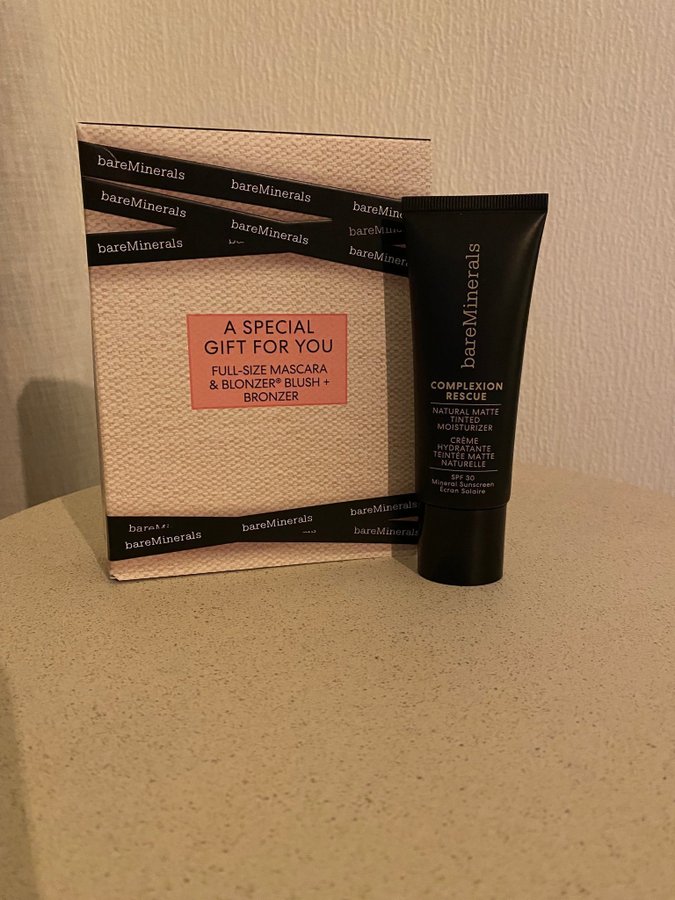 bareMinerals
bareMinerals
bareMinerals
bareMinerals
bareMinerals
bareMinerals
A SPECIAL
GIFT FOR YOU
FULL-SIZE MASCARA
& BLONZER® BLUSH +
BRONZER
bareMinerals
bareMinerals
bareMinerals
bareMinerals
bareMinerals
COMPLEXION
RESCUE
NATURAL MATTE
TINTED
MOISTURIZER
CRÈME
HYDRATANTE
TEINTÉE MATTE
NATURELLE
SPF 30
Mineral Sunscreen
Écran Solaire